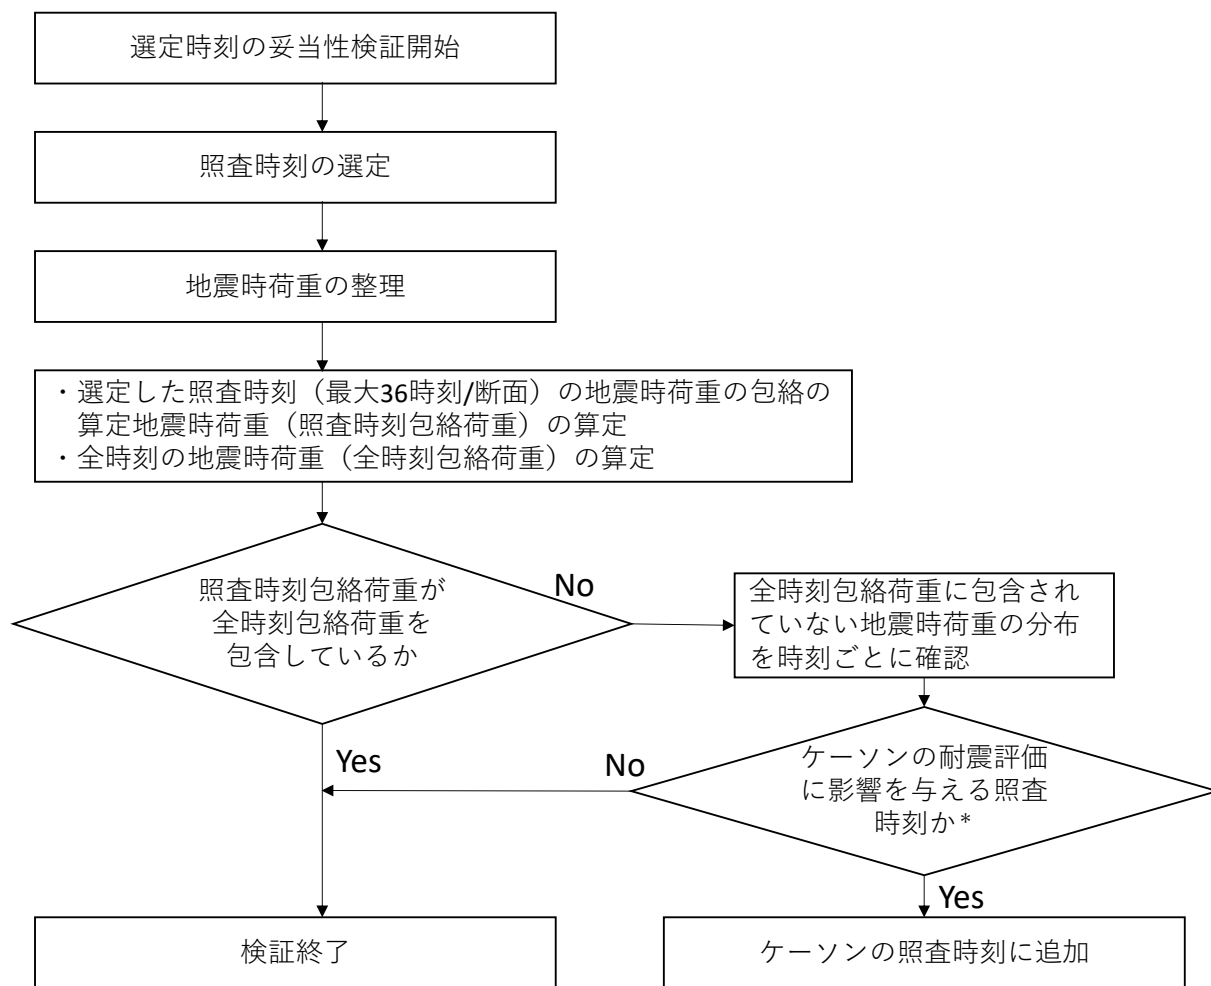 選定時刻の妥当性検証開始
照査時刻の選定
地震時荷重の整理
・選定した照査時刻（最大36時刻/断面）の地震時荷重の包絡の
算定地震時荷重（照査時刻包絡荷重）の算定
・全時刻の地震時荷重（全時刻包絡荷重）の算定
照査時刻包絡荷重が
全時刻包絡荷重を
包含しているか
No
全時刻包絡荷重に包含され
ていない地震時荷重の分布
を時刻ごとに確認
Yes
No
ケーソンの耐震評価
に影響を与える照査
時刻か*
Yes
検証終了
ケーソンの照査時刻に追加